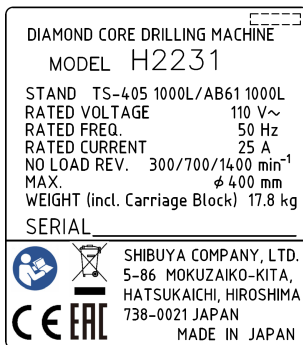 DIAMOND CORE DRILLING MACHINE
MODEL H2231
STAND TS-405 1000L/AB61 1000L
RATED VOLTAGE 110 V~
RATED FREQ. 50 Hz
RATED CURRENT 25 A
NO LOAD REV. 300/700/1400 min⁻¹
MAX. ϕ 400 mm
WEIGHT (incl. Carriage Block) 17.8 kg
SERIAL
SHIBUYA COMPANY, LTD.
5-86 MOKUZAIKO-KITA,
HATSUKAICHI, HIROSHIMA
738-0021 JAPAN
CE EAC
MADE IN JAPAN